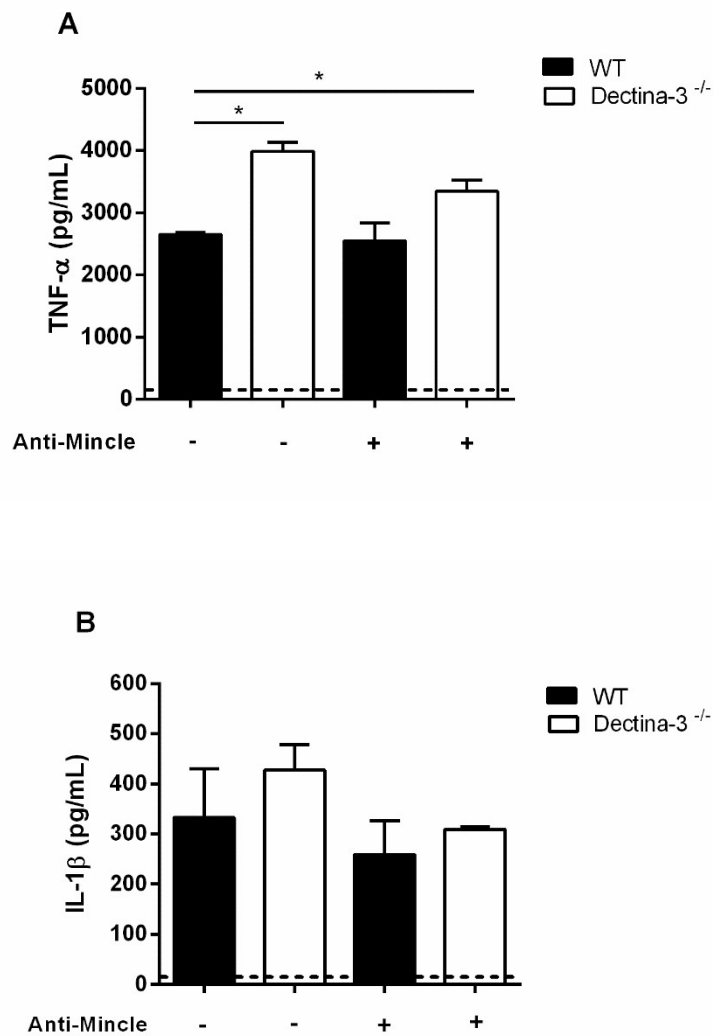 A
WT
Dectina-3 -/-
*
*
TNF-α (pg/mL)
5000
4000
3000
2000
1000
0
Anti-Mincle - - + +
B
WT
Dectina-3 -/-
IL-1β (pg/mL)
600
500
400
300
200
100
0
Anti-Mincle - - + +